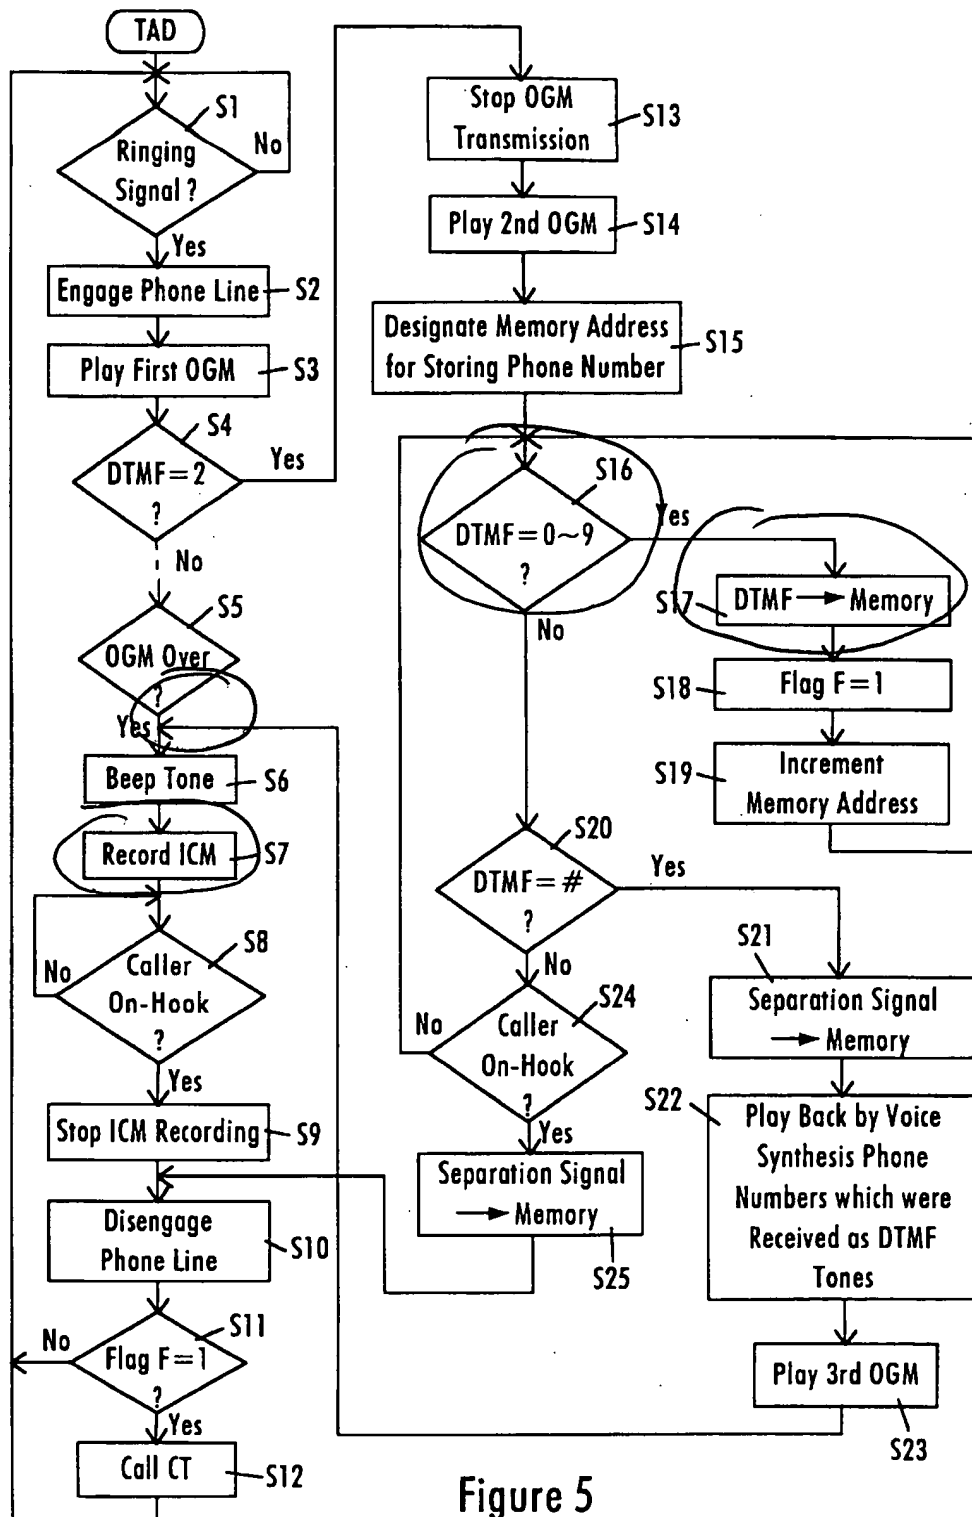 TAD
S1
Ringing
Signal ?
No
Yes
Engage Phone Line
S2
Play First OGM
S3
S4
DTMF = 2
?
Yes
No
S5
OGM Over
?
Yes
Beep Tone
S6
Record ICM
S7
S8
Caller
On-Hook
?
No
Yes
Stop ICM Recording
S9
Disengage
Phone Line
S10
S11
Flag F = 1
?
No
Yes
Call CT
S12
Stop OGM
Transmission
S13
Play 2nd OGM
S14
Designate Memory Address
for Storing Phone Number
S15
S16
DTMF = 0~9
?
Yes
No
S17
DTMF → Memory
S18
Flag F = 1
S19
Increment
Memory Address
S20
DTMF = #
?
Yes
No
S21
Separation Signal
→ Memory
S22
Play Back by Voice
Synthesis Phone
Numbers which were
Received as DTMF
Tones
Play 3rd OGM
S23
S24
Caller
On-Hook
?
No
Yes
Separation Signal
→ Memory
S25
Figure 5